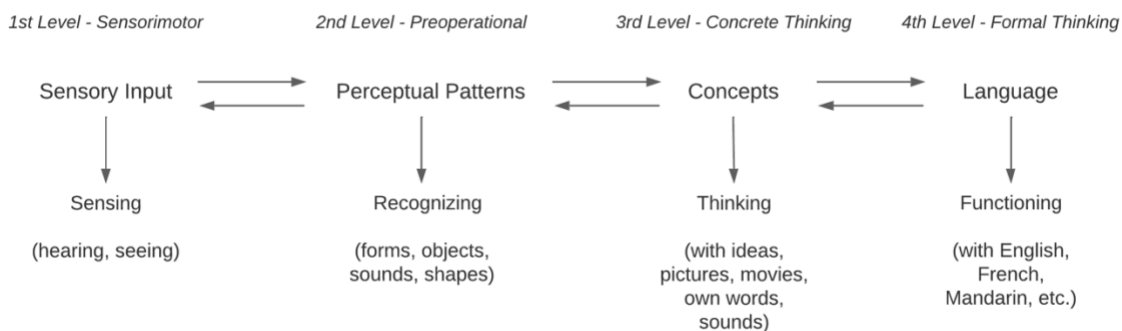 1st Level - Sensorimotor
2nd Level - Preoperational
3rd Level - Concrete Thinking
4th Level - Formal Thinking
Sensory Input
Perceptual Patterns
Concepts
Language
Sensing
Recognizing
Thinking
Functioning
(hearing, seeing)
(forms, objects,
sounds, shapes)
(with ideas,
pictures, movies,
own words,
sounds)
(with English,
French,
Mandarin, etc.)